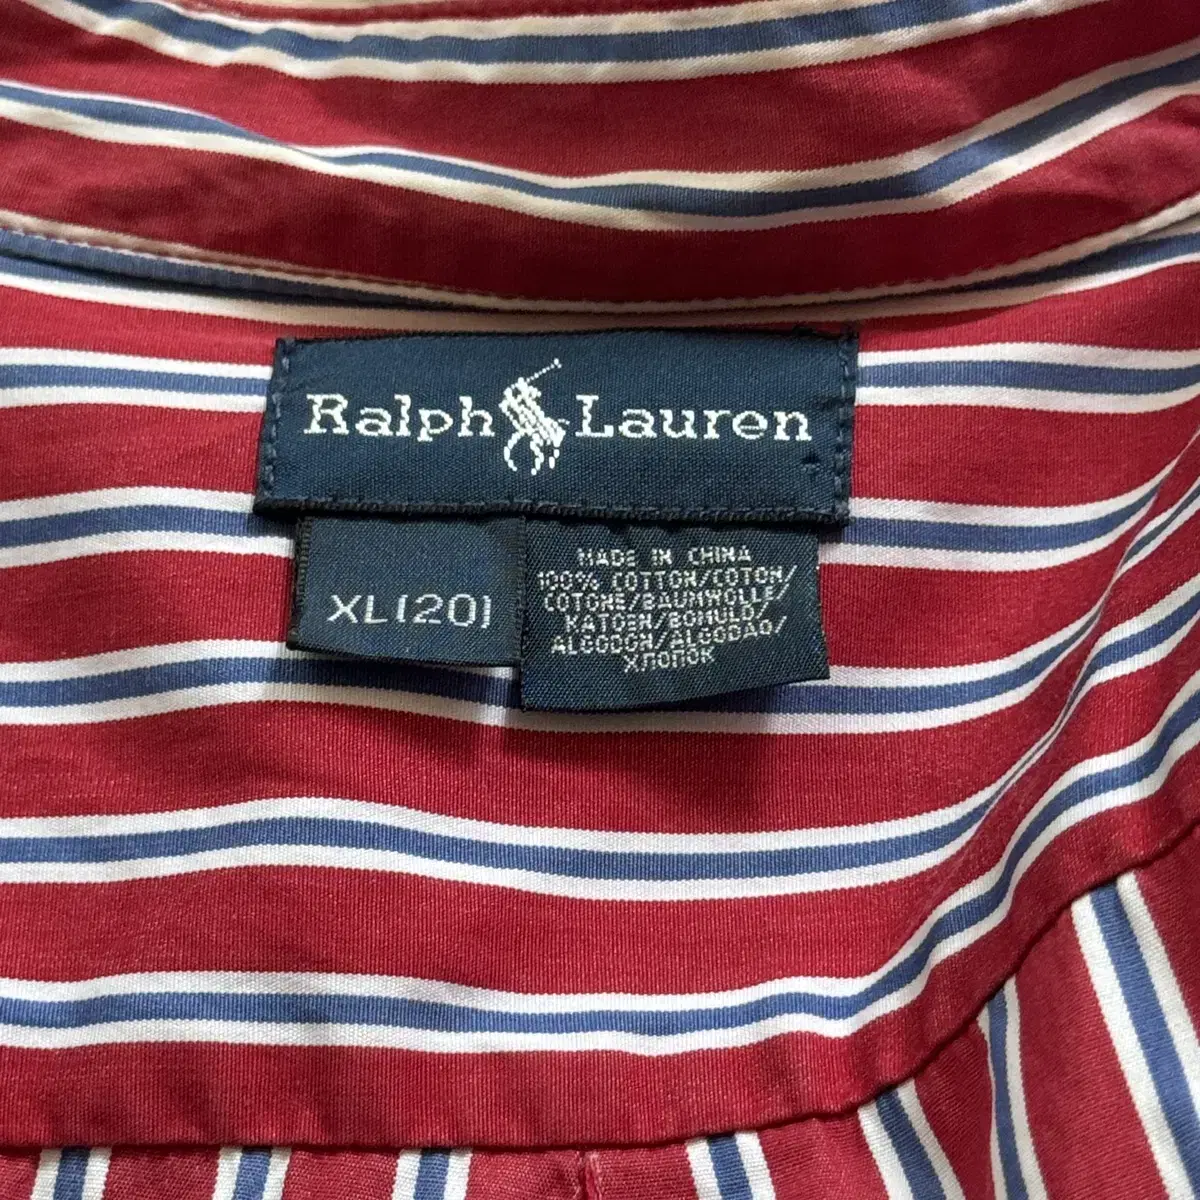 Ralph Lauren
XL(20)
MADE IN CHINA
100% COTTON/COTON/
COTONE/BAUMWOLLE/
KATOEN/BOMULD/
ALGODON/ALGODAO/
ХЛОПОК